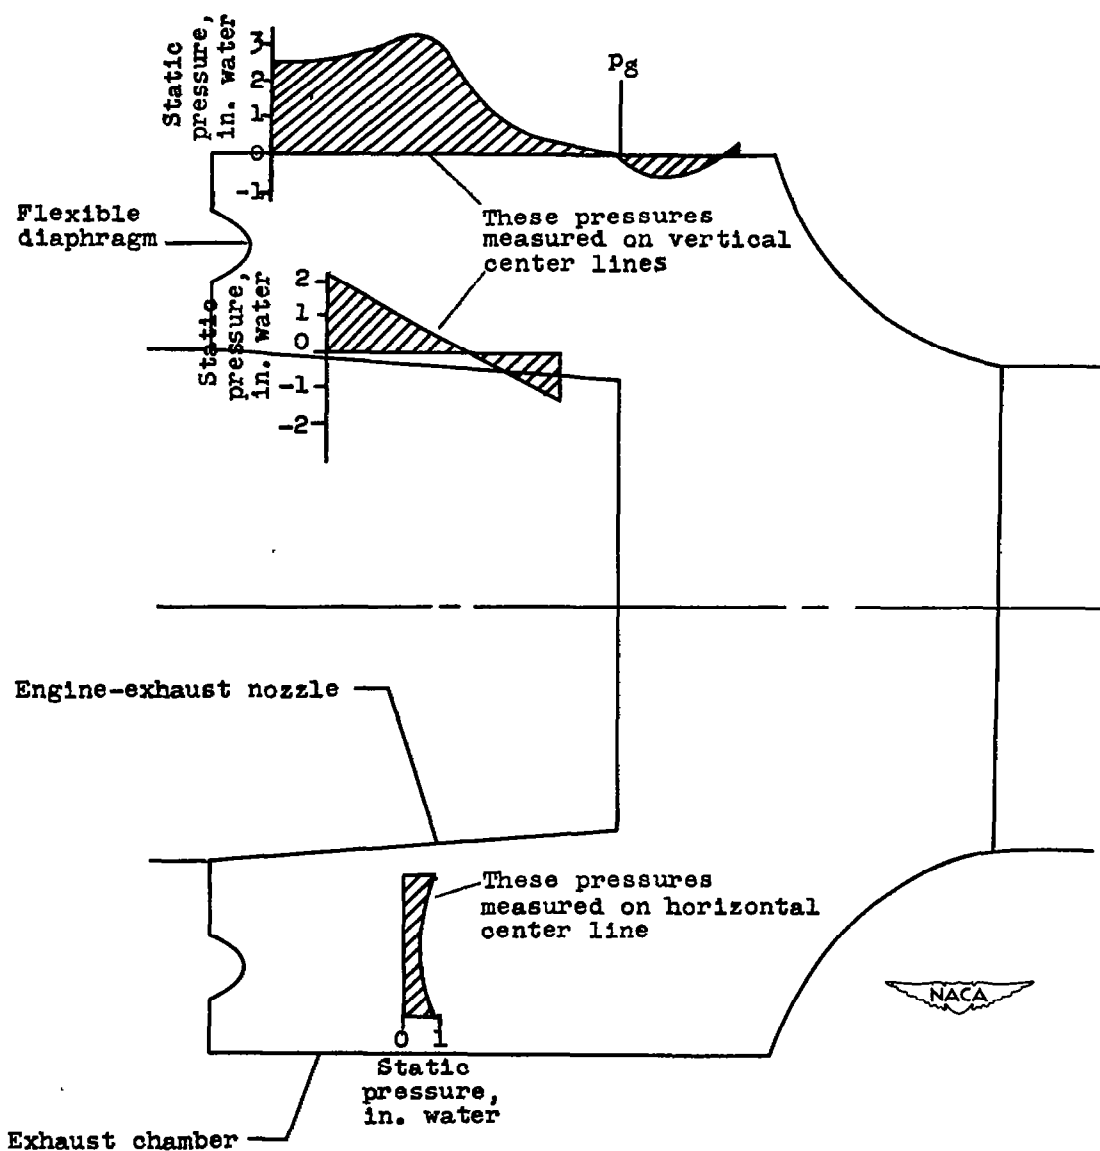 Static
pressure,
in. water
3
2
1
0
-1
pg
Flexible
diaphragm
These pressures
measured on vertical
center lines
Static
pressure,
in. water
2
1
0
-1
-2
Engine-exhaust nozzle
These pressures
measured on horizontal
center line
NACA
0 1
Static
pressure,
in. water
Exhaust chamber